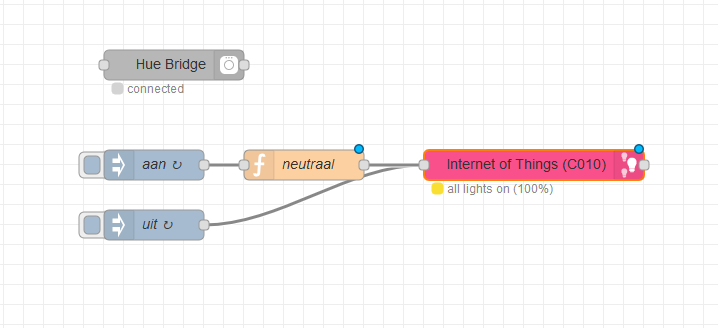 Hue Bridge
connected
aan ↻
neutraal
Internet of Things (C010)
all lights on (100%)
uit ↻